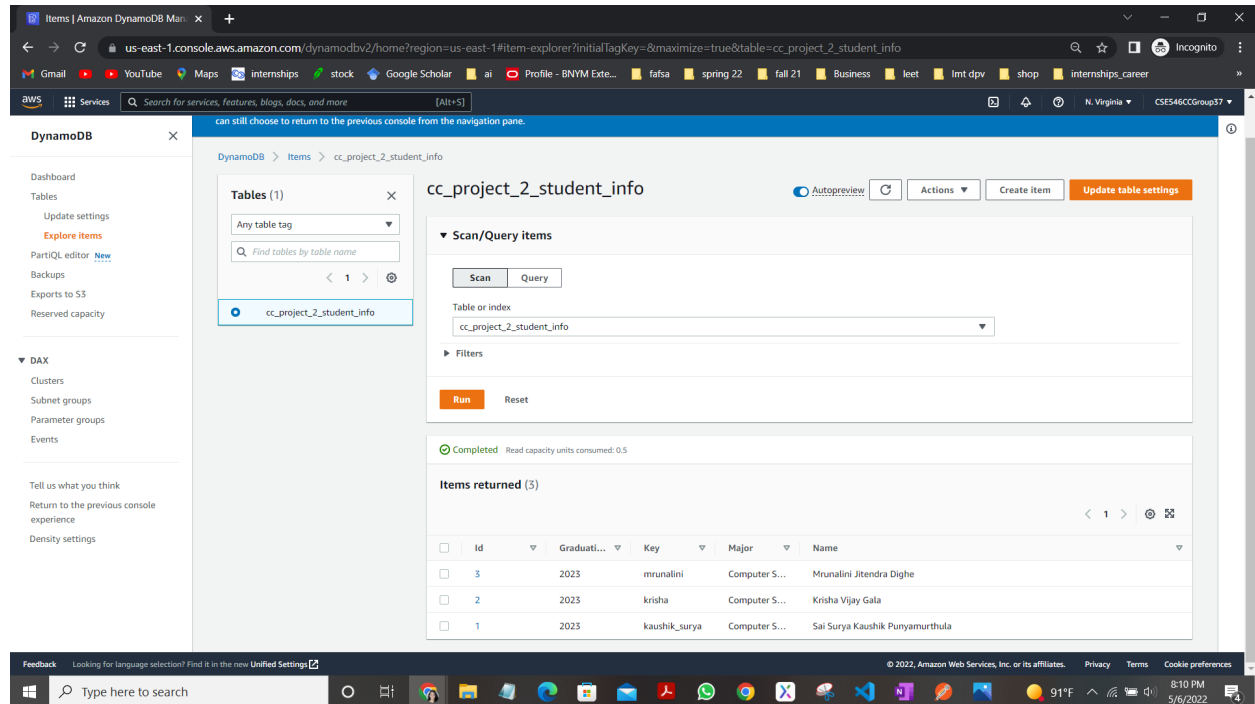 Items | Amazon DynamoDB Man
us-east-1.console.aws.amazon.com/dynamodbv2/home?region=us-east-1#item-explorer?initialTagKey=&maximize=true&table=cc_project_2_student_info
Incognito
Gmail YouTube Maps internships stock Google Scholar ai Profile - BNYM Exte... fafsa spring 22 fall 21 Business leet lmt dpv shop internships_career »
aws Services Search for services, features, blogs, docs, and more [Alt+S] N. Virginia CSE546CCGroup37
can still choose to return to the previous console from the navigation pane.
DynamoDB
Dashboard
Tables
Update settings
Explore items
PartiQL editor New
Backups
Exports to S3
Reserved capacity
DAX
Clusters
Subnet groups
Parameter groups
Events
Tell us what you think
Return to the previous console
experience
Density settings
DynamoDB > Items > cc_project_2_student_info
Tables (1)
Any table tag
Find tables by table name
< 1 >
cc_project_2_student_info
cc_project_2_student_info
Autopreview Actions Create item Update table settings
Scan/Query items
Scan Query
Table or index
cc_project_2_student_info
Filters
Run Reset
Completed Read capacity units consumed: 0.5
Items returned (3)
< 1 >
Id Graduati... Key Major Name
3 2023 mrunalini Computer S... Mrunalini Jitendra Dighe
2 2023 krisha Computer S... Krisha Vijay Gala
1 2023 kaushik_surya Computer S... Sai Surya Kaushik Punyamurthula
Feedback Looking for language selection? Find it in the new Unified Settings © 2022, Amazon Web Services, Inc. or its affiliates. Privacy Terms Cookie preferences
Type here to search 91°F 8:10 PM
5/6/2022 4